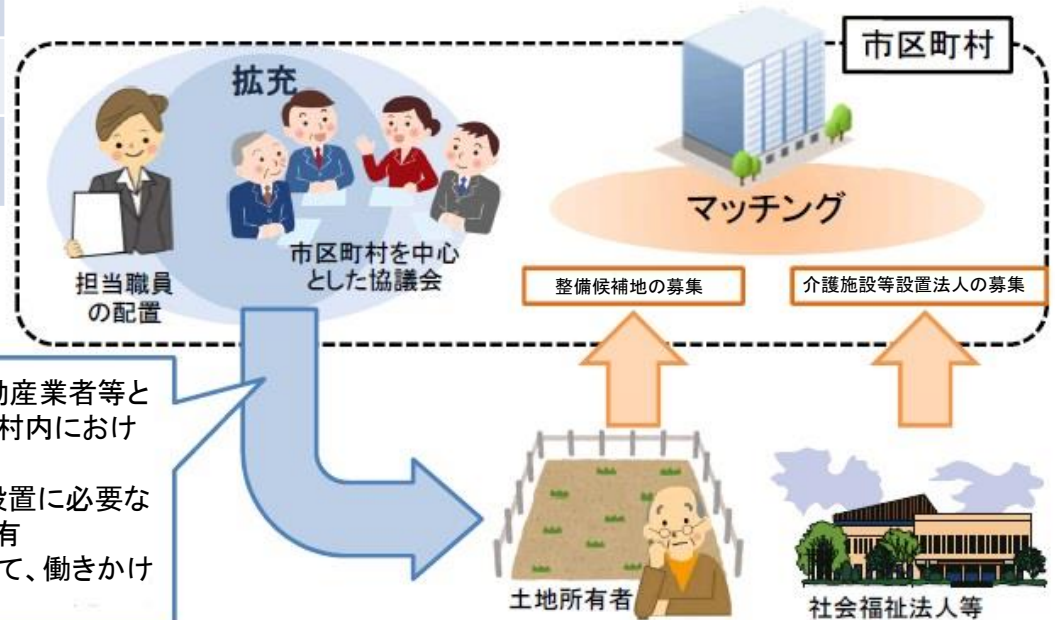 市区町村
拡充
担当職員
の配置
市区町村を中心
とした協議会
マッチング
整備候補地の募集
介護施設等設置法人の募集
動産業者等と
村内におけ
設置に必要な
有
て、働きかけ
土地所有者
社会福祉法人等